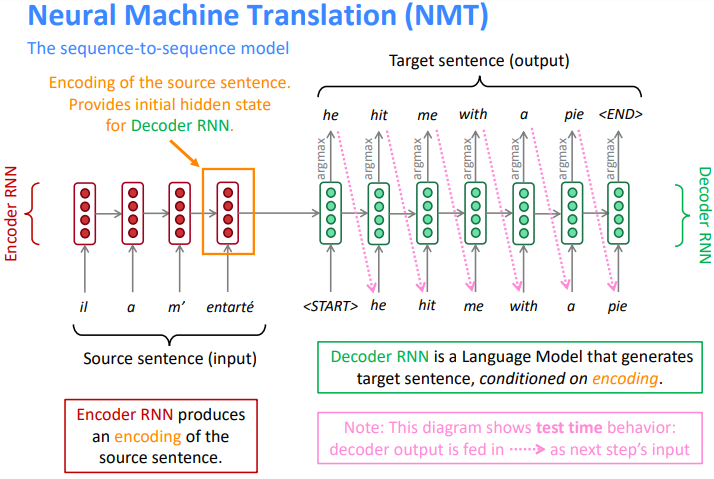 Neural Machine Translation (NMT)
The sequence-to-sequence model
Encoding of the source sentence.
Provides initial hidden state
for Decoder RNN.
Target sentence (output)
he hit me with a pie <END>
argmax argmax argmax argmax argmax argmax argmax
Encoder RNN
Decoder RNN
il a m’ entarté
<START> he hit me with a pie
Source sentence (input)
Encoder RNN produces
an encoding of the
source sentence.
Decoder RNN is a Language Model that generates
target sentence, conditioned on encoding.
Note: This diagram shows test time behavior:
decoder output is fed in as next step’s input